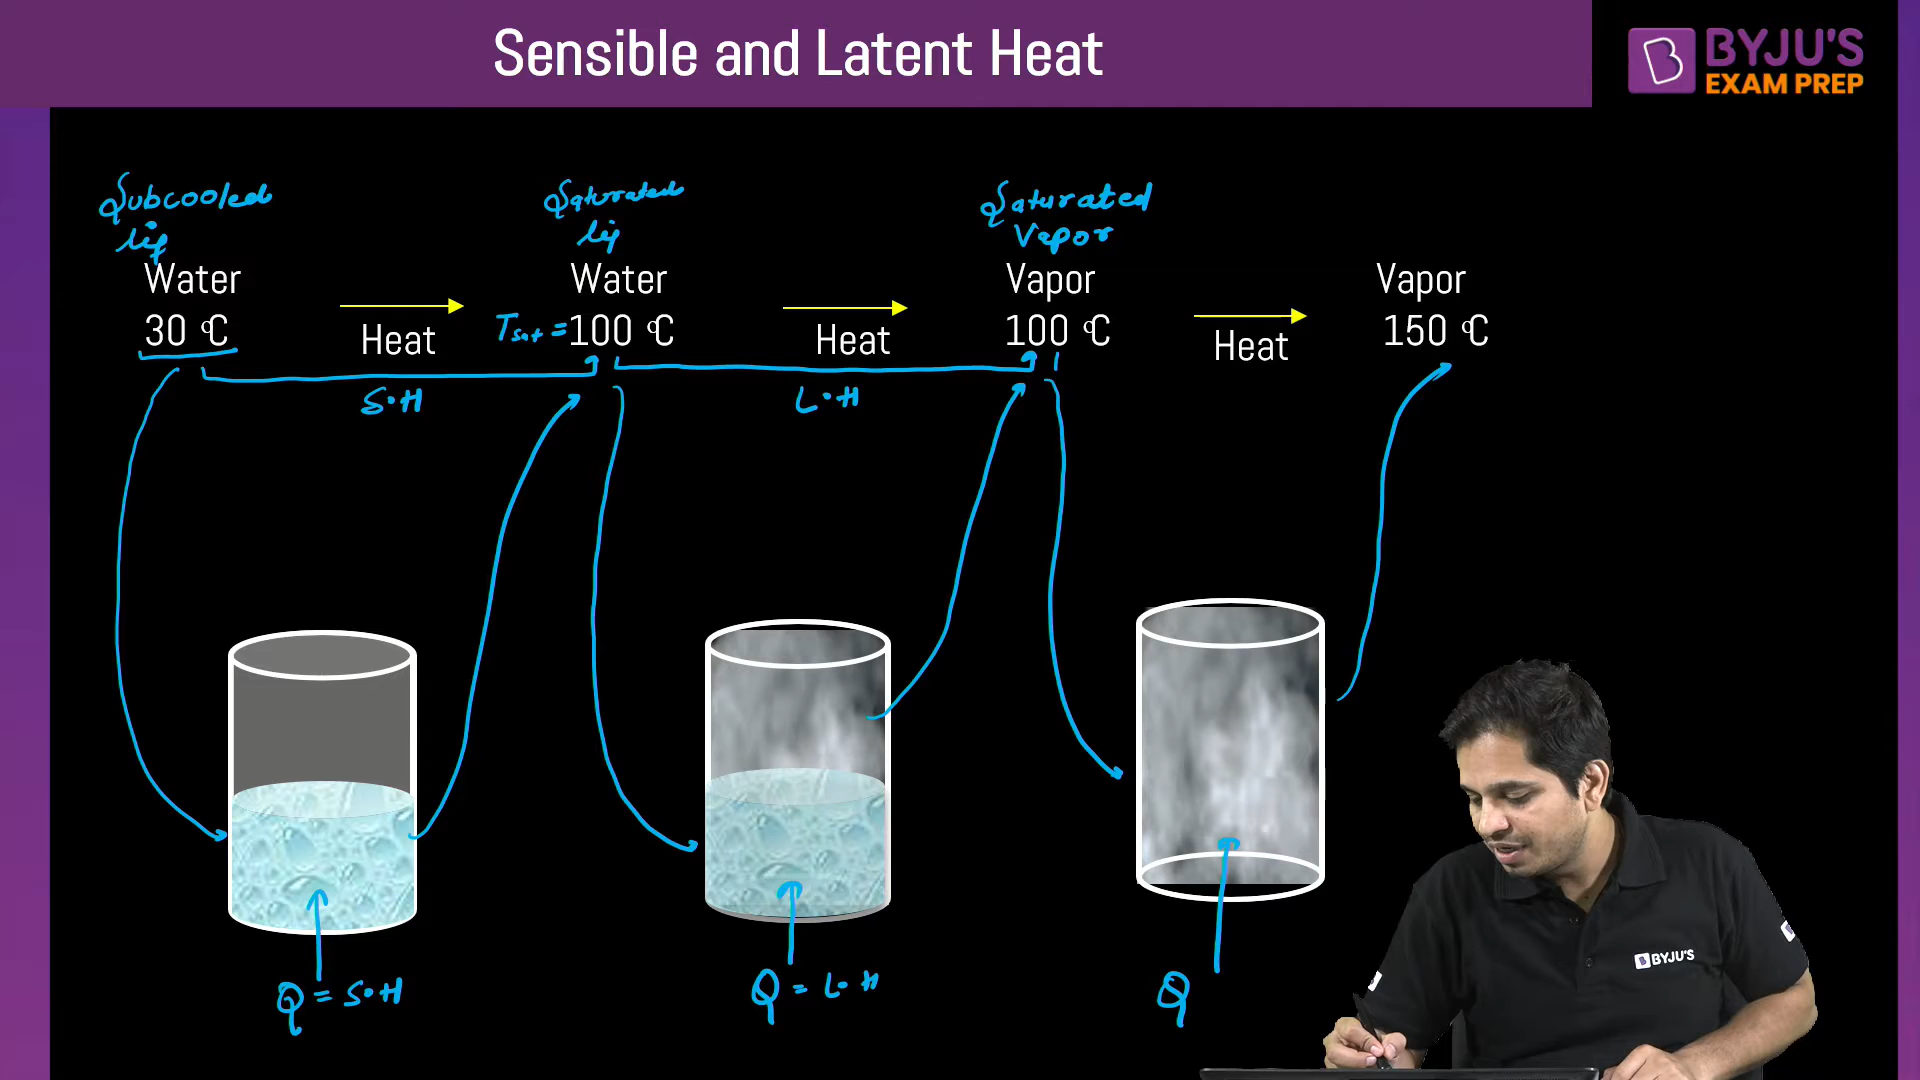 Sensible and Latent Heat
BYJU'S
EXAM PREP
Subcooled
liq
Water
30 °C
Heat
Saturated
liq
Water
Tsat = 100 °C
Heat
Saturated
Vapor
Vapor
100 °C
Heat
Vapor
150 °C
S.H
L.H
Q = S.H
Q = L.H
Q
BYJU'S